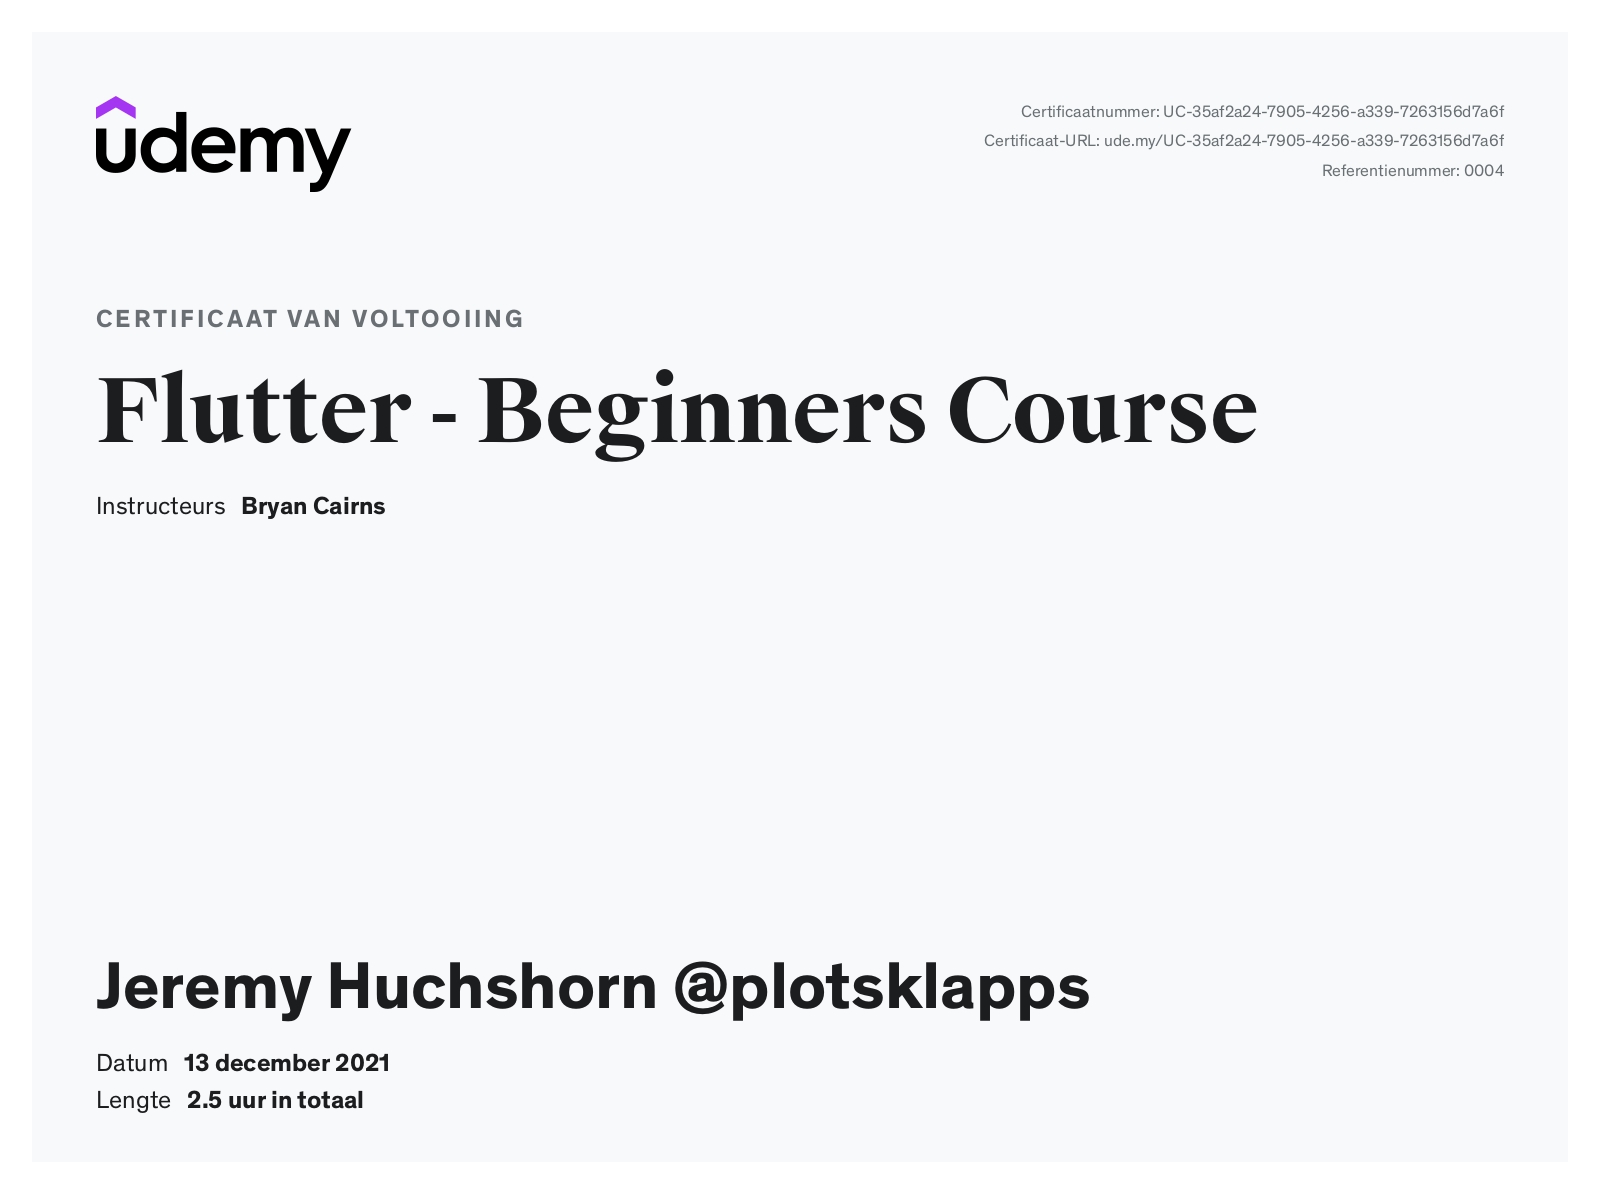 udemy
Certificaatnummer: UC-35af2a24-7905-4256-a339-7263156d7a6f
Certificaat-URL: ude.my/UC-35af2a24-7905-4256-a339-7263156d7a6f
Referentienummer: 0004
CERTIFICAAT VAN VOLTOOIING
Flutter - Beginners Course
Instructeurs Bryan Cairns
Jeremy Huchshorn @plotsklapps
Datum 13 december 2021
Lengte 2.5 uur in totaal